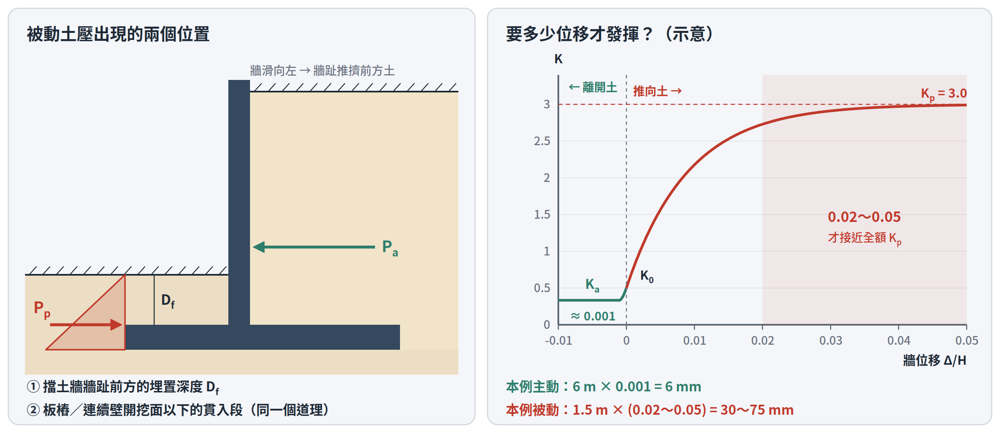 被動土壓出現的兩個位置
牆滑向左 → 牆趾推擠前方土
Pa
Df
Pp
① 擋土牆牆趾前方的埋置深度 Df
② 板樁／連續壁開挖面以下的貫入段（同一個道理）
要多少位移才發揮？（示意）
K
← 離開土
推向土 →
Kp = 3.0
3
2.5
2
1.5
1
0.5
0
0.02～0.05
才接近全額 Kp
K0
Ka
≈ 0.001
-0.01
0
0.01
0.02
0.03
0.04
0.05
牆位移 Δ/H
本例主動：6 m × 0.001 = 6 mm
本例被動：1.5 m × (0.02～0.05) = 30～75 mm